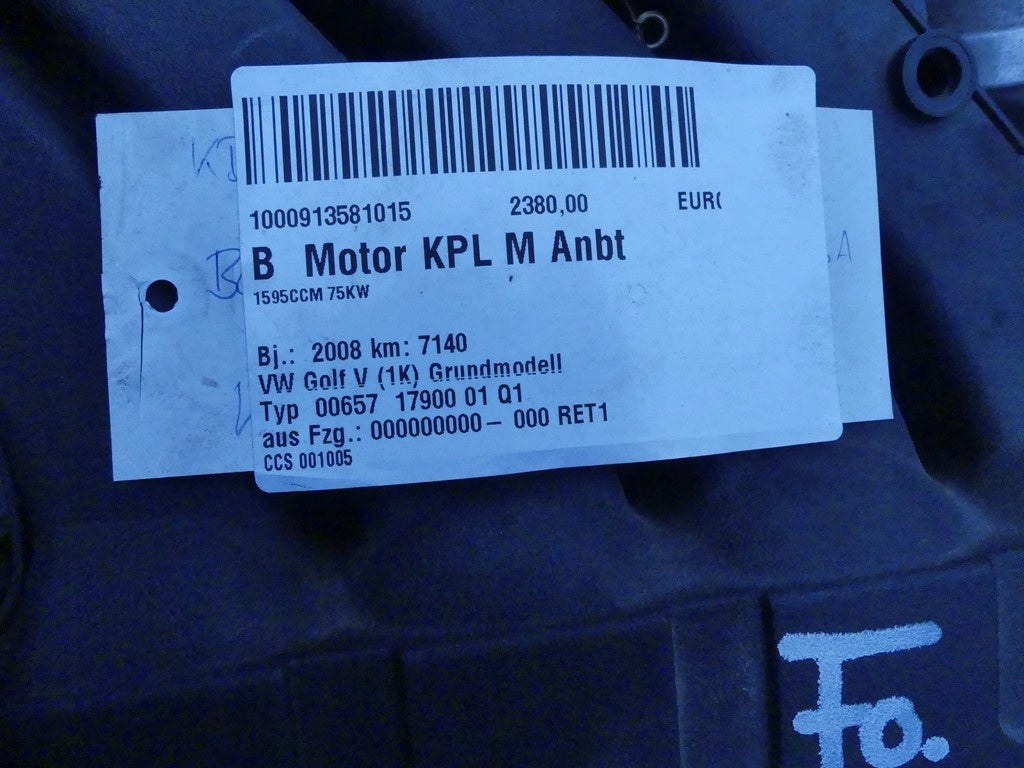 1000913581015 2380,00 EUR
B Motor KPL M Anbt
1595CCM 75KW
Bj.: 2008 km: 7140
VW Golf V (1K) Grundmodell
Typ 00657 17900 01 Q1
aus Fzg.: 000000000– 000 RET1
CCS 001005
Fo.